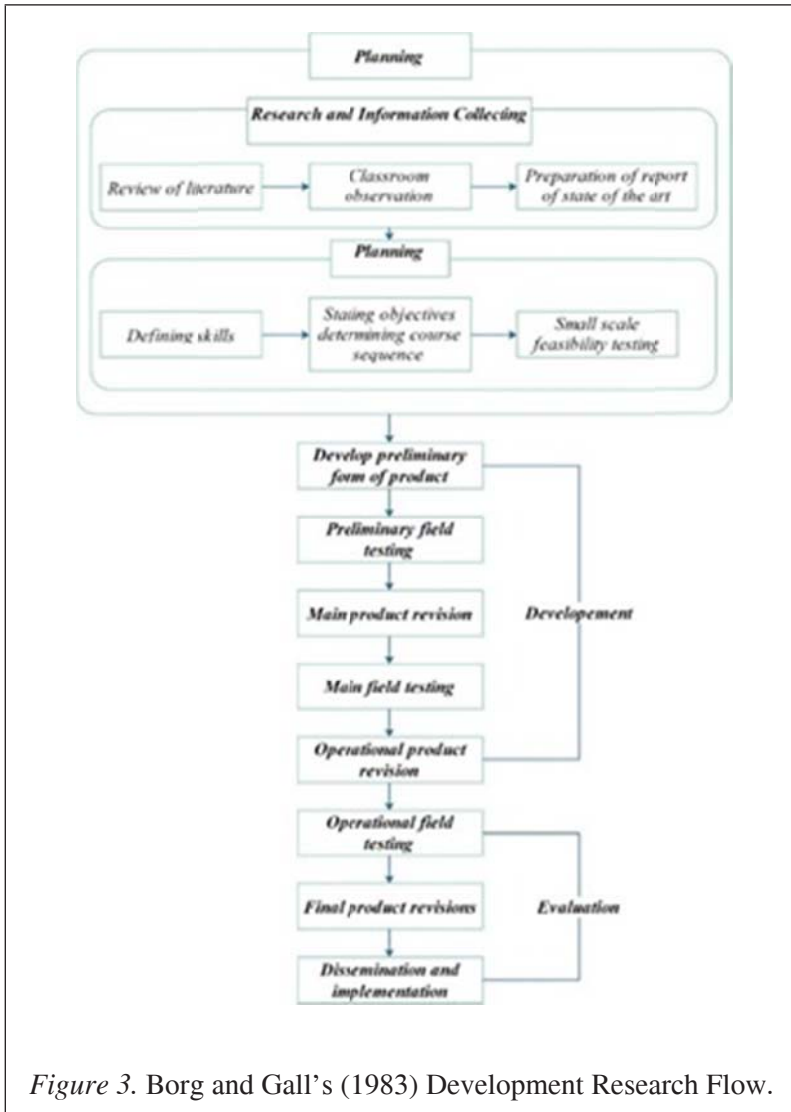 Planning
Research and Information Collecting
Review of literature
Classroom
observation
Preparation of report
of state of the art
Planning
Defining skills
Stating objectives
determining course
sequence
Small scale
feasibility testing
Develop preliminary
form of product
Preliminary field
testing
Main product revision
Developement
Main field testing
Operational product
revision
Operational field
testing
Final product revisions
Evaluation
Dissemination and
implementation
Figure 3. Borg and Gall's (1983) Development Research Flow.